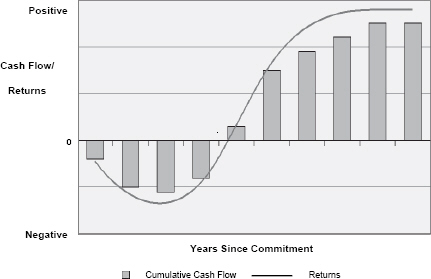 Positive
Cash Flow/
Returns
0
Negative
Years Since Commitment
Cumulative Cash Flow Returns